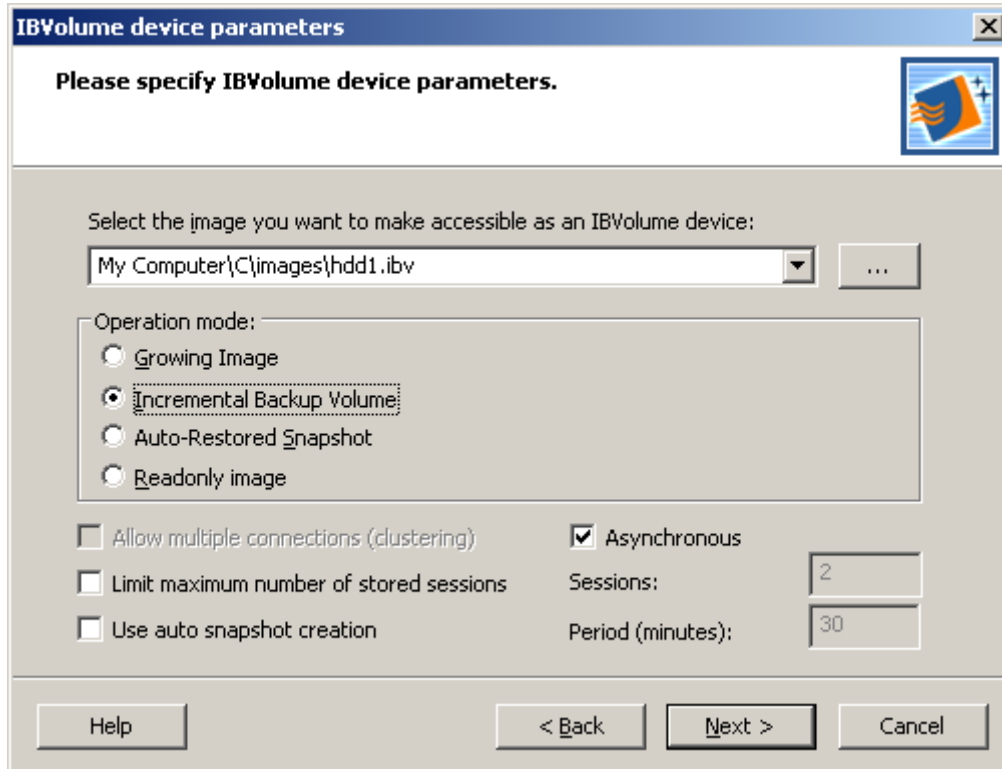 IBVolume device parameters
Please specify IBVolume device parameters.
Select the image you want to make accessible as an IBVolume device:
My Computer\C\images\hdd1.ibv
...
Operation mode:
Growing Image
Incremental Backup Volume
Auto-Restored Snapshot
Readonly image
Allow multiple connections (clustering)
Asynchronous
Limit maximum number of stored sessions
Sessions:
2
Use auto snapshot creation
Period (minutes):
30
Help
< Back
Next >
Cancel